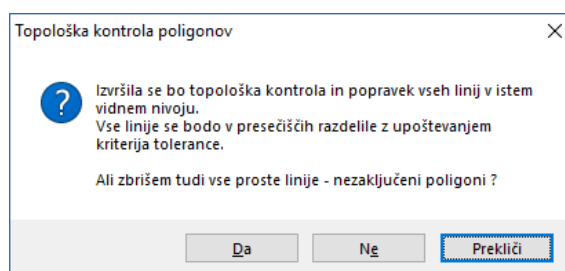 Topološka kontrola poligonov
Izvršila se bo topološka kontrola in popravek vseh linij v istem
vidnem nivoju.
Vse linije se bodo v presečiščih razdelile z upoštevanjem
kriterija tolerance.
Ali zbrišem tudi vse proste linije - nezaključeni poligoni ?
Da
Ne
Prekliči